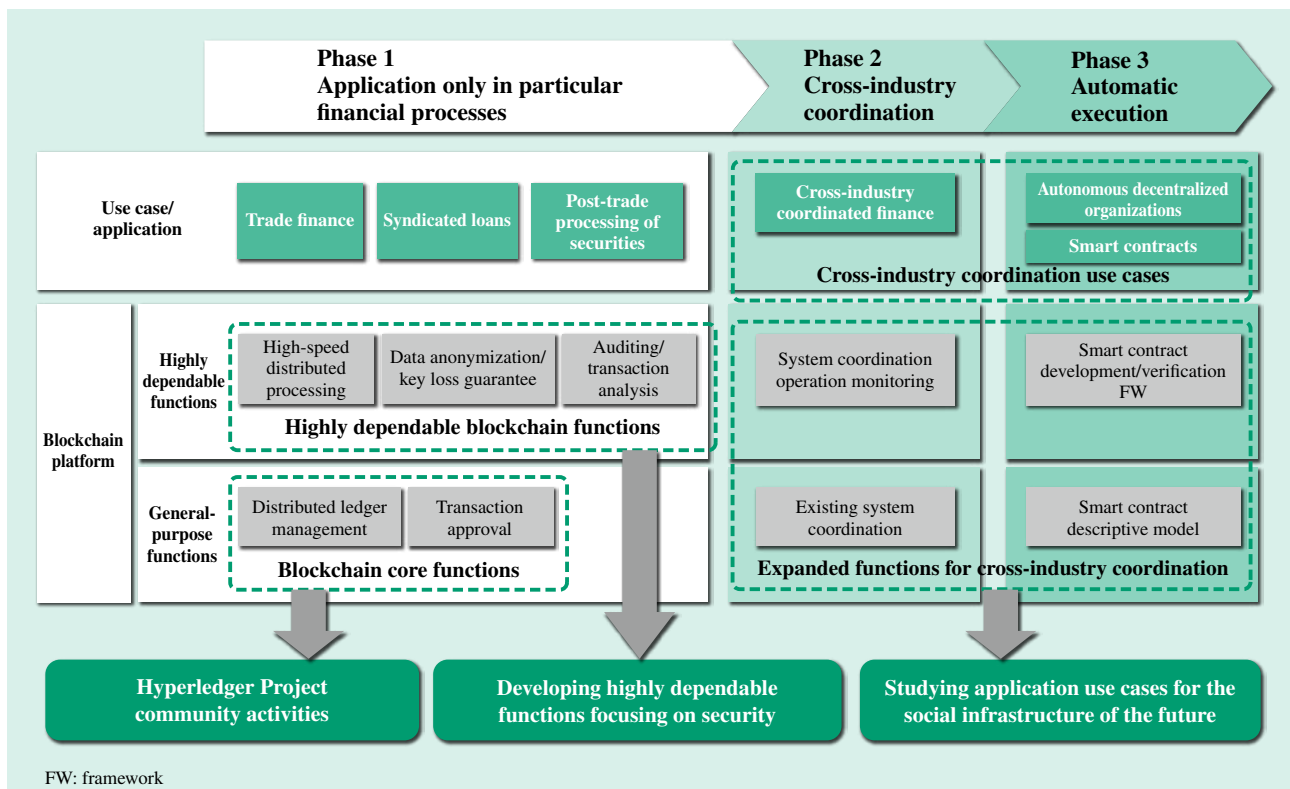 Phase 1
Application only in particular
financial processes
Phase 2
Cross-industry
coordination
Phase 3
Automatic
execution
Use case/
application
Trade finance
Syndicated loans
Post-trade
processing of
securities
Cross-industry
coordinated finance
Autonomous decentralized
organizations
Smart contracts
Cross-industry coordination use cases
Blockchain
platform
Highly
dependable
functions
High-speed
distributed
processing
Data anonymization/
key loss guarantee
Auditing/
transaction
analysis
Highly dependable blockchain functions
System coordination
operation monitoring
Smart contract
development/verification
FW
General-
purpose
functions
Distributed ledger
management
Transaction
approval
Blockchain core functions
Existing system
coordination
Smart contract
descriptive model
Expanded functions for cross-industry coordination
Hyperledger Project
community activities
Developing highly dependable
functions focusing on security
Studying application use cases for the
social infrastructure of the future
FW: framework